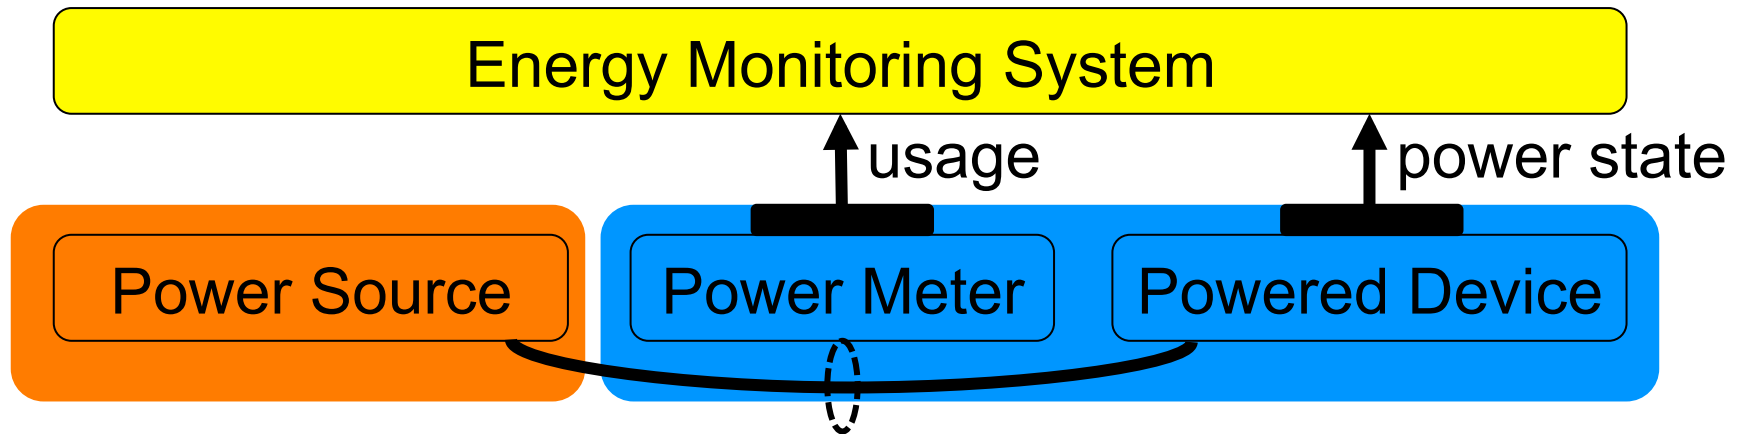 Energy Monitoring System
usage
power state
Power Source
Power Meter
Powered Device